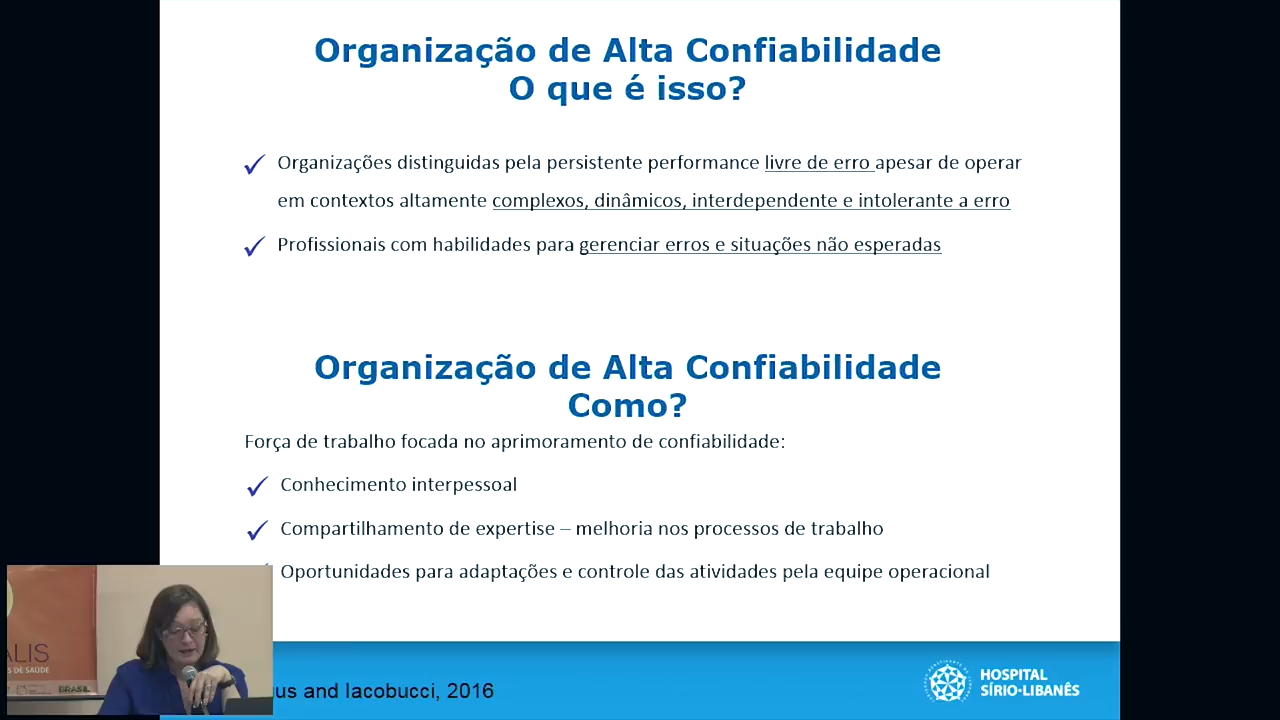 Organização de Alta Confiabilidade
O que é isso?
Organizações distinguidas pela persistente performance livre de erro apesar de operar
em contextos altamente complexos, dinâmicos, interdependente e intolerante a erro
Profissionais com habilidades para gerenciar erros e situações não esperadas
Organização de Alta Confiabilidade
Como?
Força de trabalho focada no aprimoramento de confiabilidade:
Conhecimento interpessoal
Compartilhamento de expertise – melhoria nos processos de trabalho
Oportunidades para adaptações e controle das atividades pela equipe operacional
and Iacobucci, 2016
HOSPITAL
SÍRIO-LIBANÊS
DE SAÚDE
BRASIL